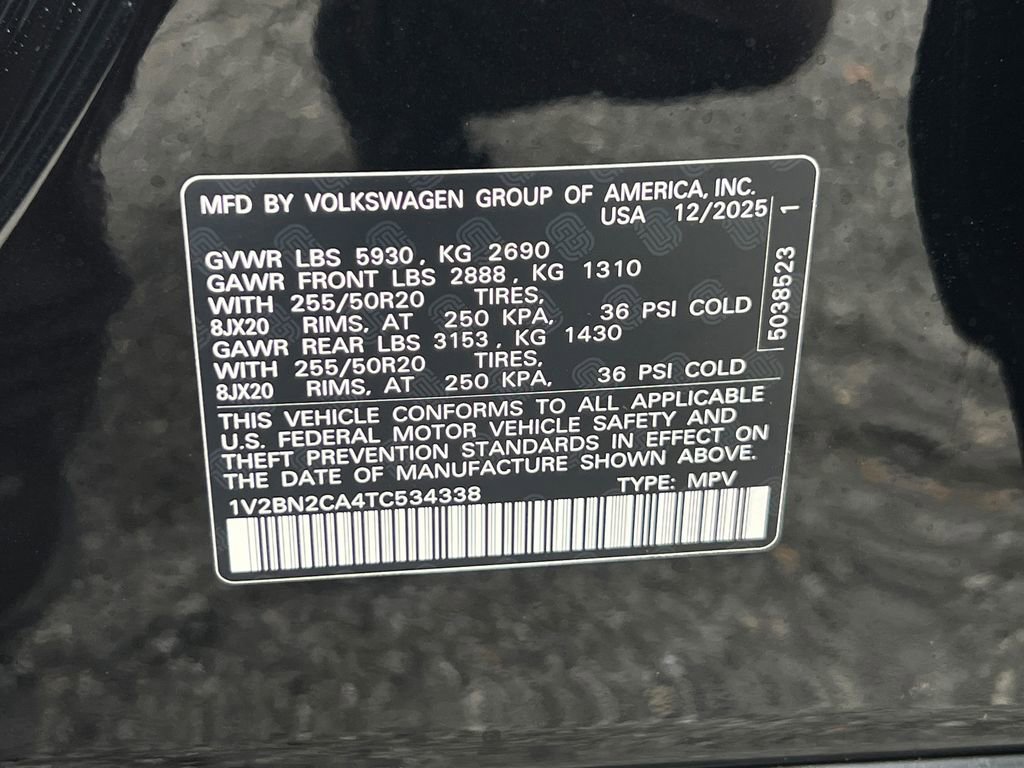 MFD BY VOLKSWAGEN GROUP OF AMERICA, INC.
USA 12/2025
GVWR LBS 5930, KG 2690
GAWR FRONT LBS 2888, KG 1310
WITH 255/50R20 TIRES,
8JX20 RIMS, AT 250 KPA, 36 PSI COLD
GAWR REAR LBS 3153, KG 1430
WITH 255/50R20 TIRES,
8JX20 RIMS, AT 250 KPA, 36 PSI COLD
THIS VEHICLE CONFORMS TO ALL APPLICABLE
U.S. FEDERAL MOTOR VEHICLE SAFETY AND
THEFT PREVENTION STANDARDS IN EFFECT ON
THE DATE OF MANUFACTURE SHOWN ABOVE.
1V2BN2CA4TC534338 TYPE: MPV
5038523 1